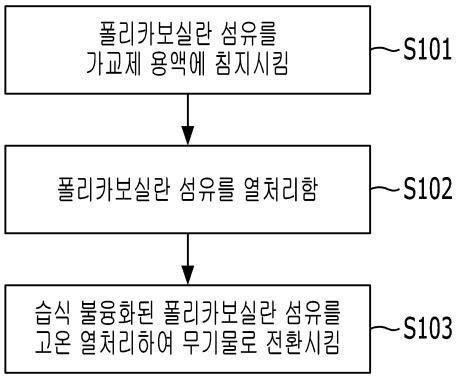 폴리카보실란 섬유를
가교제 용액에 침지시킴
S101
폴리카보실란 섬유를 열처리함
S102
습식 불융화된 폴리카보실란 섬유를
고온 열처리하여 무기물로 전환시킴
S103